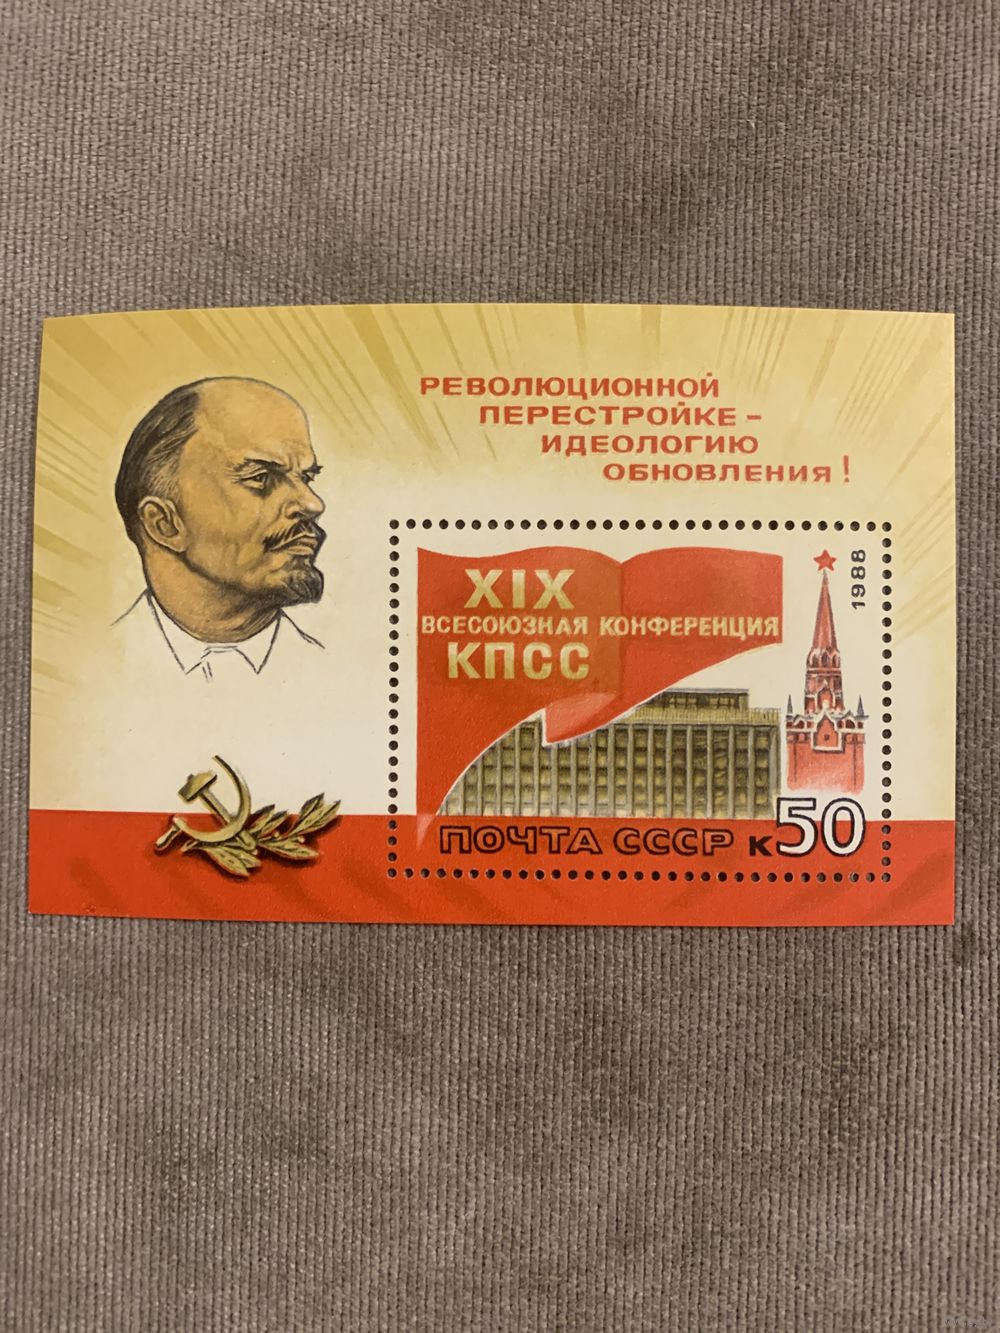 РЕВОЛЮЦИОННОЙ
ПЕРЕСТРОЙКЕ –
ИДЕОЛОГИЮ
ОБНОВЛЕНИЯ!
XIX
ВСЕСОЮЗНАЯ КОНФЕРЕНЦИЯ
КПСС
1988
ПОЧТА СССР к50